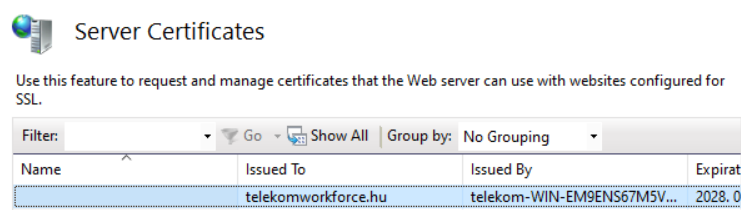 Server Certificates
Use this feature to request and manage certificates that the Web server can use with websites configured for
SSL.
Filter: Go Show All Group by: No Grouping
Name Issued To Issued By Expirat
telekomworkforce.hu telekom-WIN-EM9ENS67M5V... 2028. 0